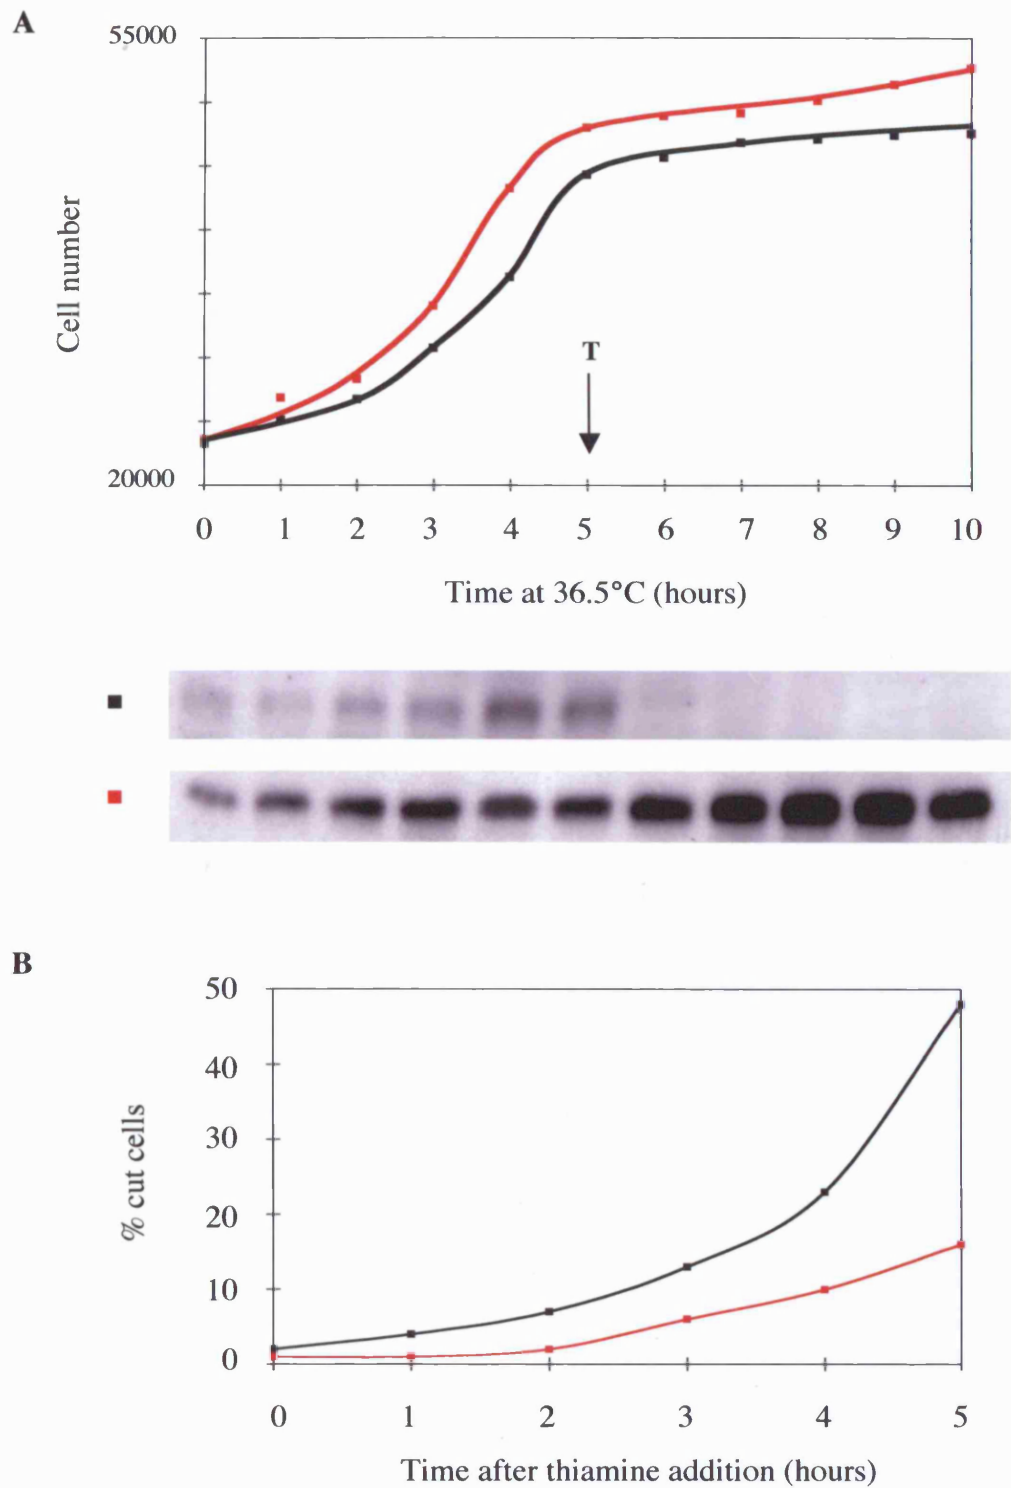 A
55000
Cell number
T
20000
0 1 2 3 4 5 6 7 8 9 10
Time at 36.5°C (hours)
B
50
40
30
20
10
0
% cut cells
0 1 2 3 4 5
Time after thiamine addition (hours)